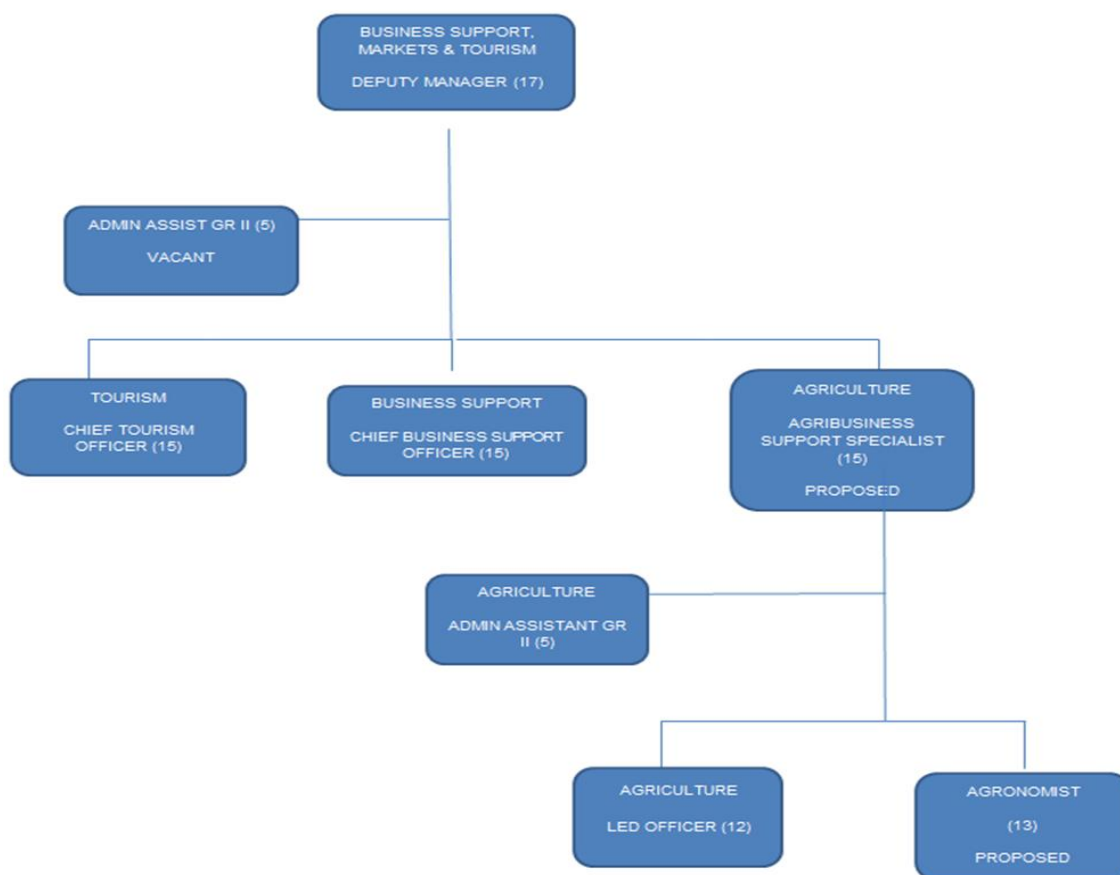 BUSINESS SUPPORT,
MARKETS & TOURISM
DEPUTY MANAGER (17)
ADMIN ASSIST GR II (5)
VACANT
TOURISM
CHIEF TOURISM
OFFICER (15)
BUSINESS SUPPORT
CHIEF BUSINESS SUPPORT
OFFICER (15)
AGRICULTURE
AGRIBUSINESS
SUPPORT SPECIALIST
(15)
PROPOSED
AGRICULTURE
ADMIN ASSISTANT GR
II (5)
AGRICULTURE
LED OFFICER (12)
AGRONOMIST
(13)
PROPOSED